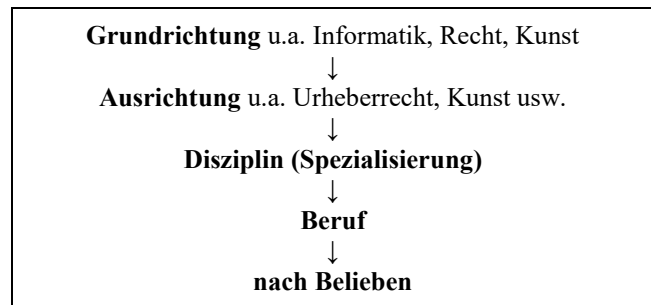 Grundrichtung u.a. Informatik, Recht, Kunst
↓
Ausrichtung u.a. Urheberrecht, Kunst usw.
↓
Disziplin (Spezialisierung)
↓
Beruf
↓
nach Belieben